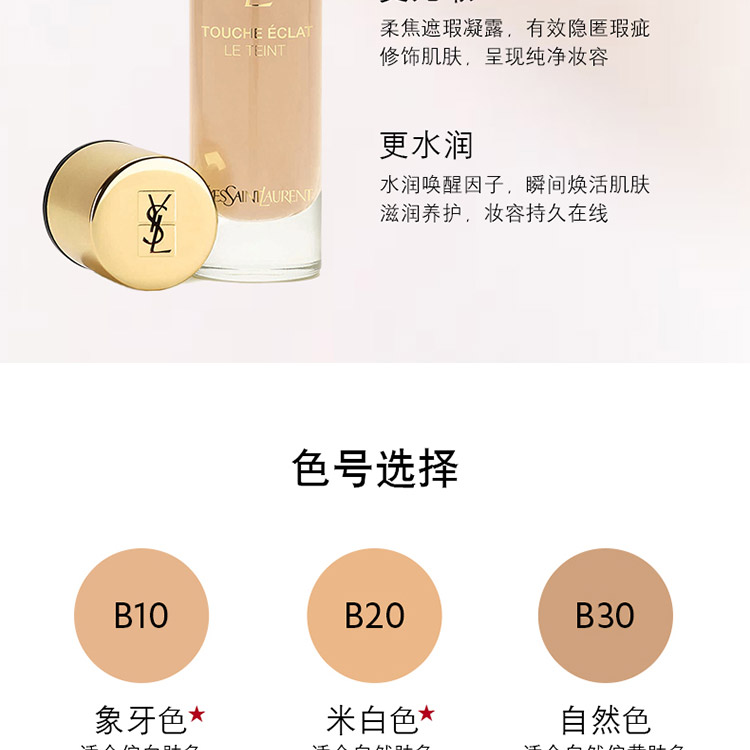 TOUCHE ÉCLAT
LE TEINT
YVESSAINTLAURENT
YSL
柔焦遮瑕凝露，有效隐匿瑕疵
修饰肌肤，呈现纯净妆容
更水润
水润唤醒因子，瞬间焕活肌肤
滋润养护，妆容持久在线
色号选择
B10
B20
B30
象牙色★
米白色★
自然色